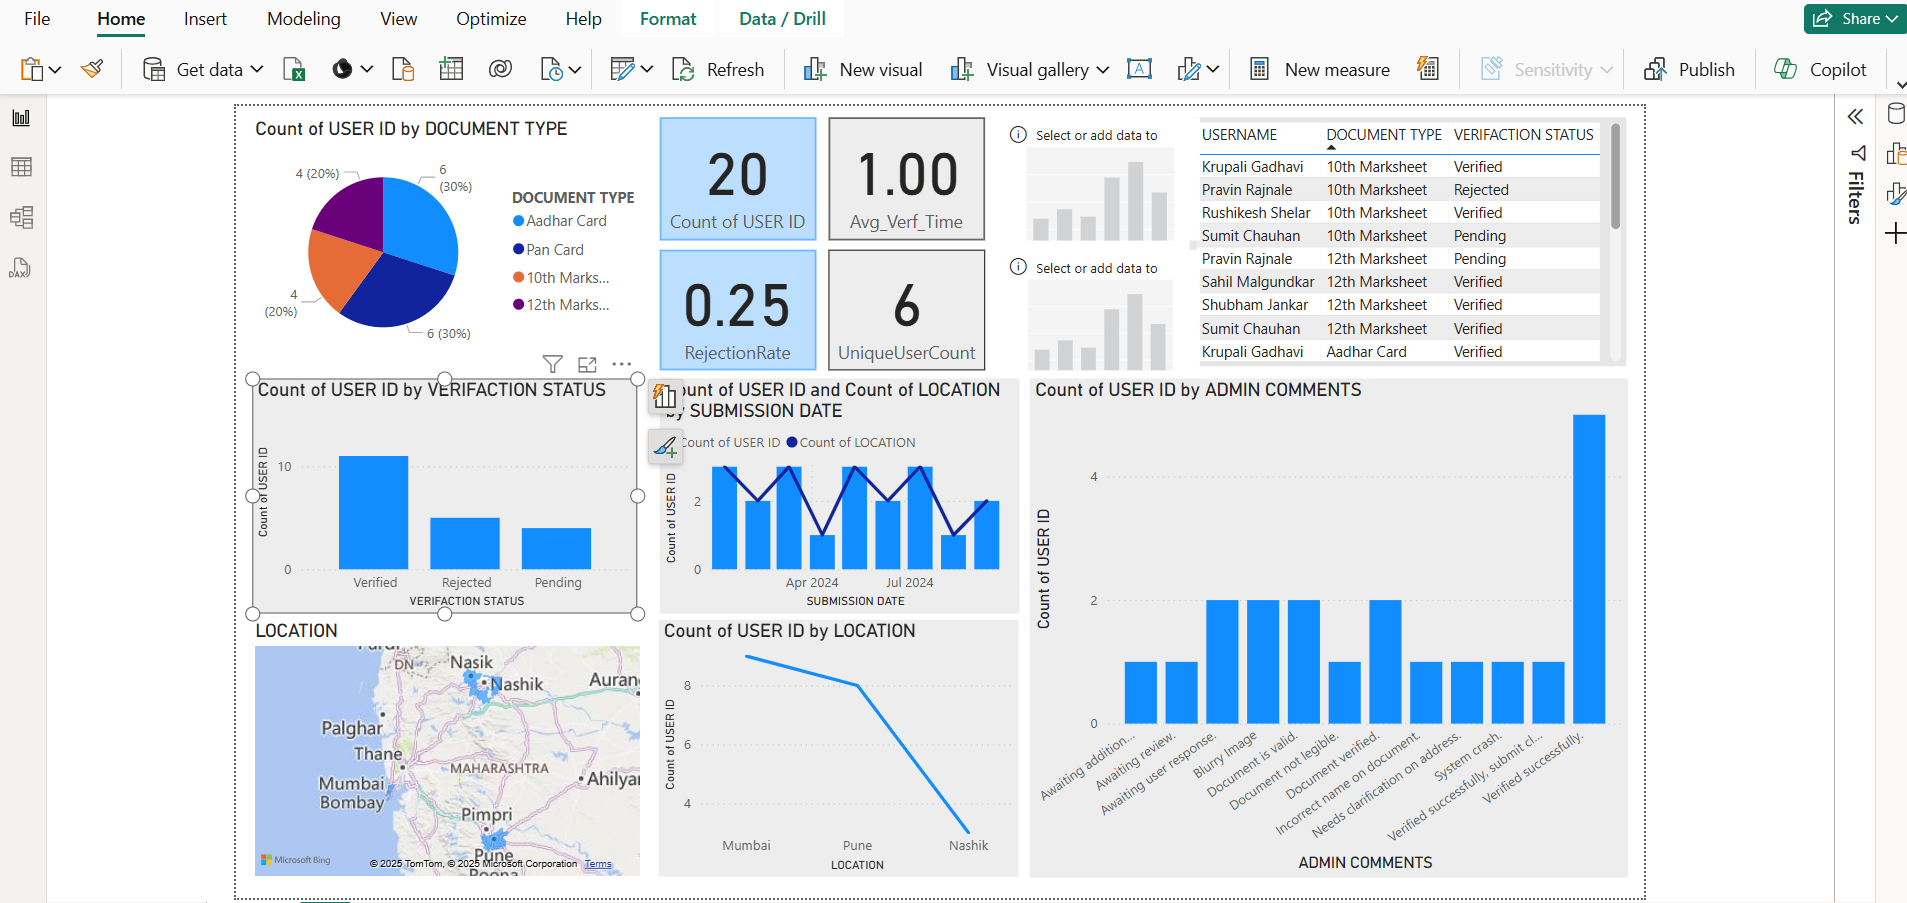 File Home Insert Modeling View Optimize Help Format Data / Drill Share
Get data Refresh New visual Visual gallery New measure Sensitivity Publish Copilot
Count of USER ID by DOCUMENT TYPE
4 (20%)
6
(30%)
4
(20%)
6 (30%)
DOCUMENT TYPE
Aadhar Card
Pan Card
10th Marks...
12th Marks...
20
Count of USER ID
1.00
Avg_Verf_Time
0.25
RejectionRate
6
UniqueUserCount
Select or add data to
Select or add data to
USERNAME DOCUMENT TYPE VERIFACTION STATUS
Krupali Gadhavi 10th Marksheet Verified
Pravin Rajnale 10th Marksheet Rejected
Rushikesh Shelar 10th Marksheet Verified
Sumit Chauhan 10th Marksheet Pending
Pravin Rajnale 12th Marksheet Pending
Sahil Malgundkar 12th Marksheet Verified
Shubham Jankar 12th Marksheet Verified
Sumit Chauhan 12th Marksheet Verified
Krupali Gadhavi Aadhar Card Verified
Filters
DAX
Count of USER ID by VERIFACTION STATUS
Count of USER ID
10
0
Verified Rejected Pending
VERIFACTION STATUS
ount of USER ID and Count of LOCATION
by SUBMISSION DATE
Count of USER ID Count of LOCATION
Count of USER ID
2
0
Apr 2024 Jul 2024
SUBMISSION DATE
Count of USER ID by ADMIN COMMENTS
Count of USER ID
4
2
0
Awaiting addition...
Awaiting review.
Awaiting user response.
Blurry Image
Document is valid.
Document not legible.
Document verified.
Incorrect name on document.
Needs clarification on address.
System crash.
Verified successfully, submit cl...
Verified successfully.
ADMIN COMMENTS
LOCATION
DN
Nasik
Nashik
Aurang
Palghar
Thane
MAHARASHTRA
Mumbai
Bombay
Ahilya
Pimpri
Pune
Poona
Microsoft Bing
© 2025 TomTom, © 2025 Microsoft Corporation Terms
Count of USER ID by LOCATION
Count of USER ID
8
6
4
Mumbai Pune Nashik
LOCATION